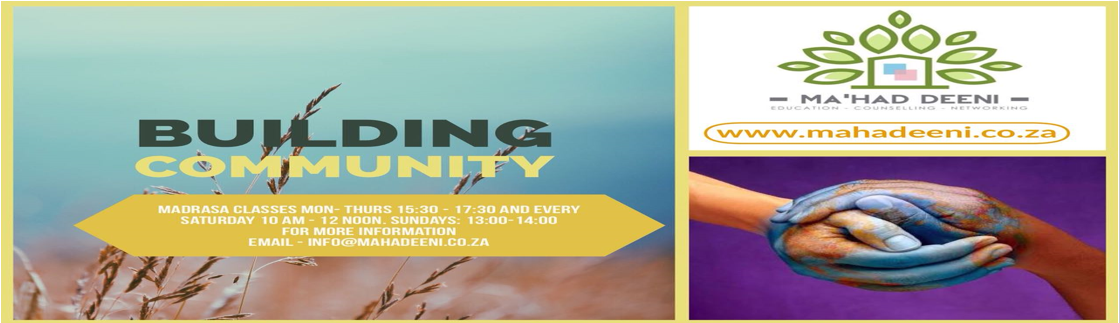 BUILDING
COMMUNITY
MADRASA CLASSES MON- THURS 15:30 - 17:30 AND EVERY
SATURDAY 10 AM - 12 NOON. SUNDAYS: 13:00-14:00
FOR MORE INFORMATION
EMAIL - INFO@MAHADEENI.CO.ZA
MA'HAD DEENI
EDUCATION - COUNSELLING - NETWORKING
www.mahadeeni.co.za